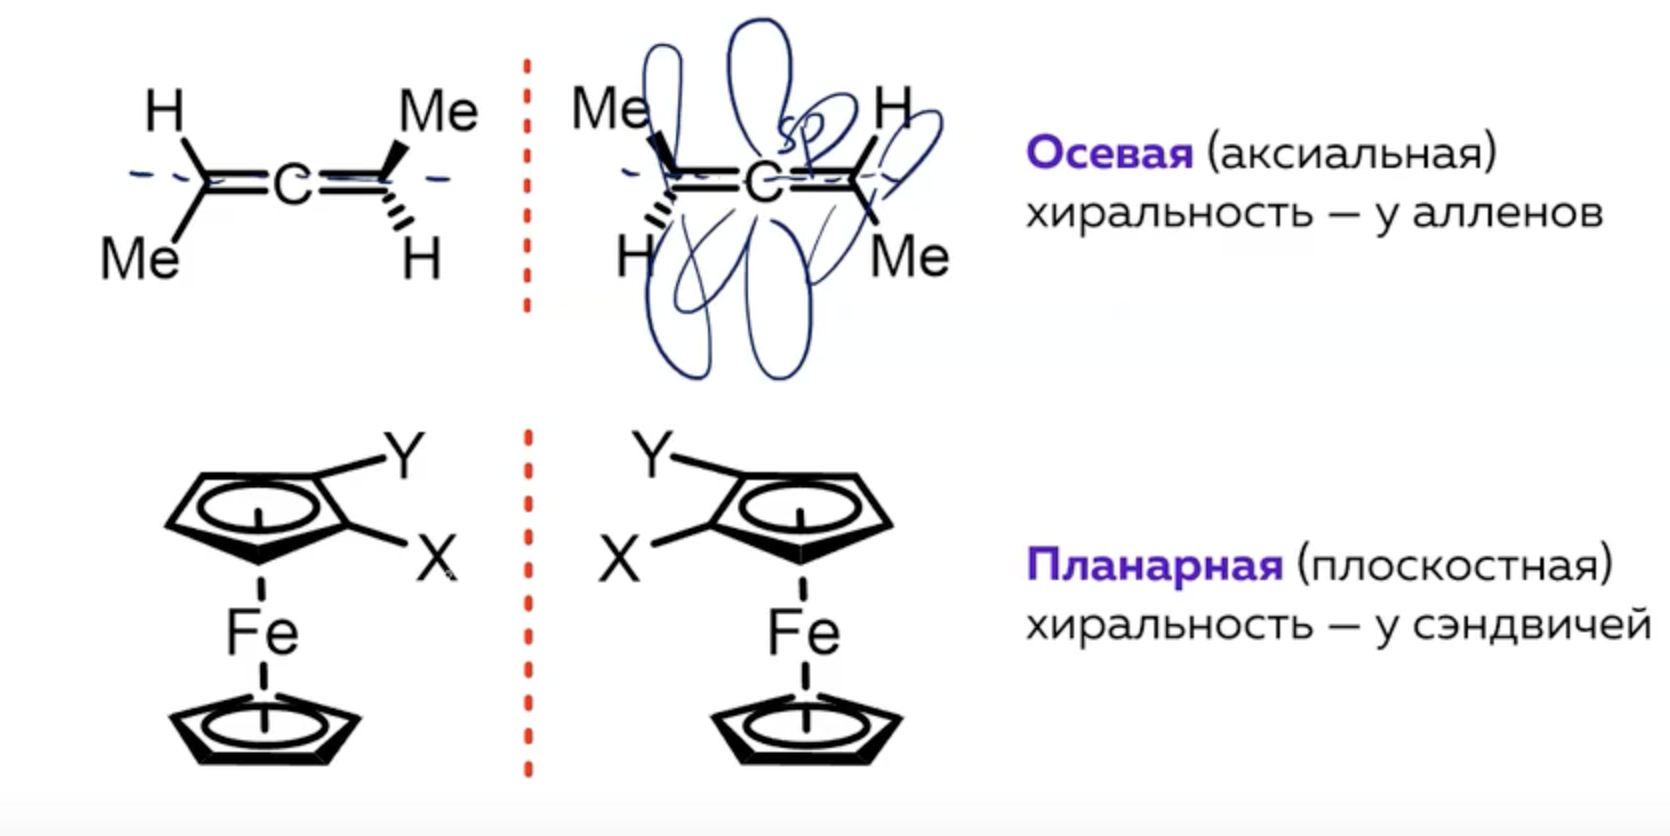 H Me Me H
C sp C
Me H H Me
Осевая (аксиальная)
хиральность — у алленов
Y Y
X X
Fe Fe
Планарная (плоскостная)
хиральность — у сэндвичей